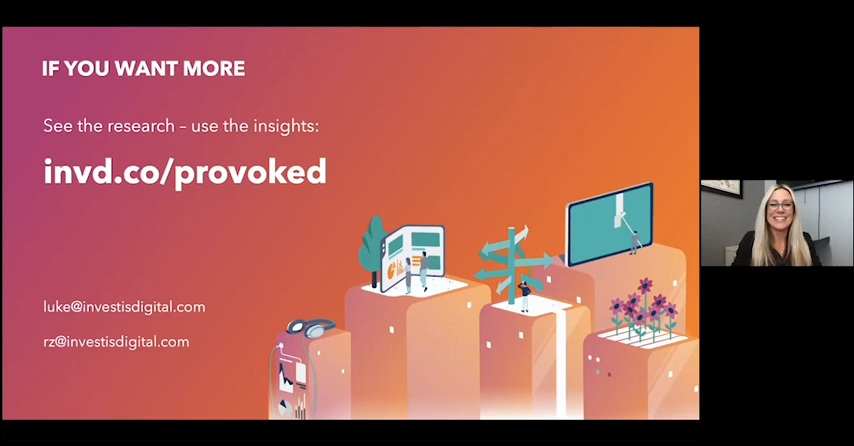 IF YOU WANT MORE
See the research – use the insights:
invd.co/provoked
luke@investisdigital.com
rz@investisdigital.com